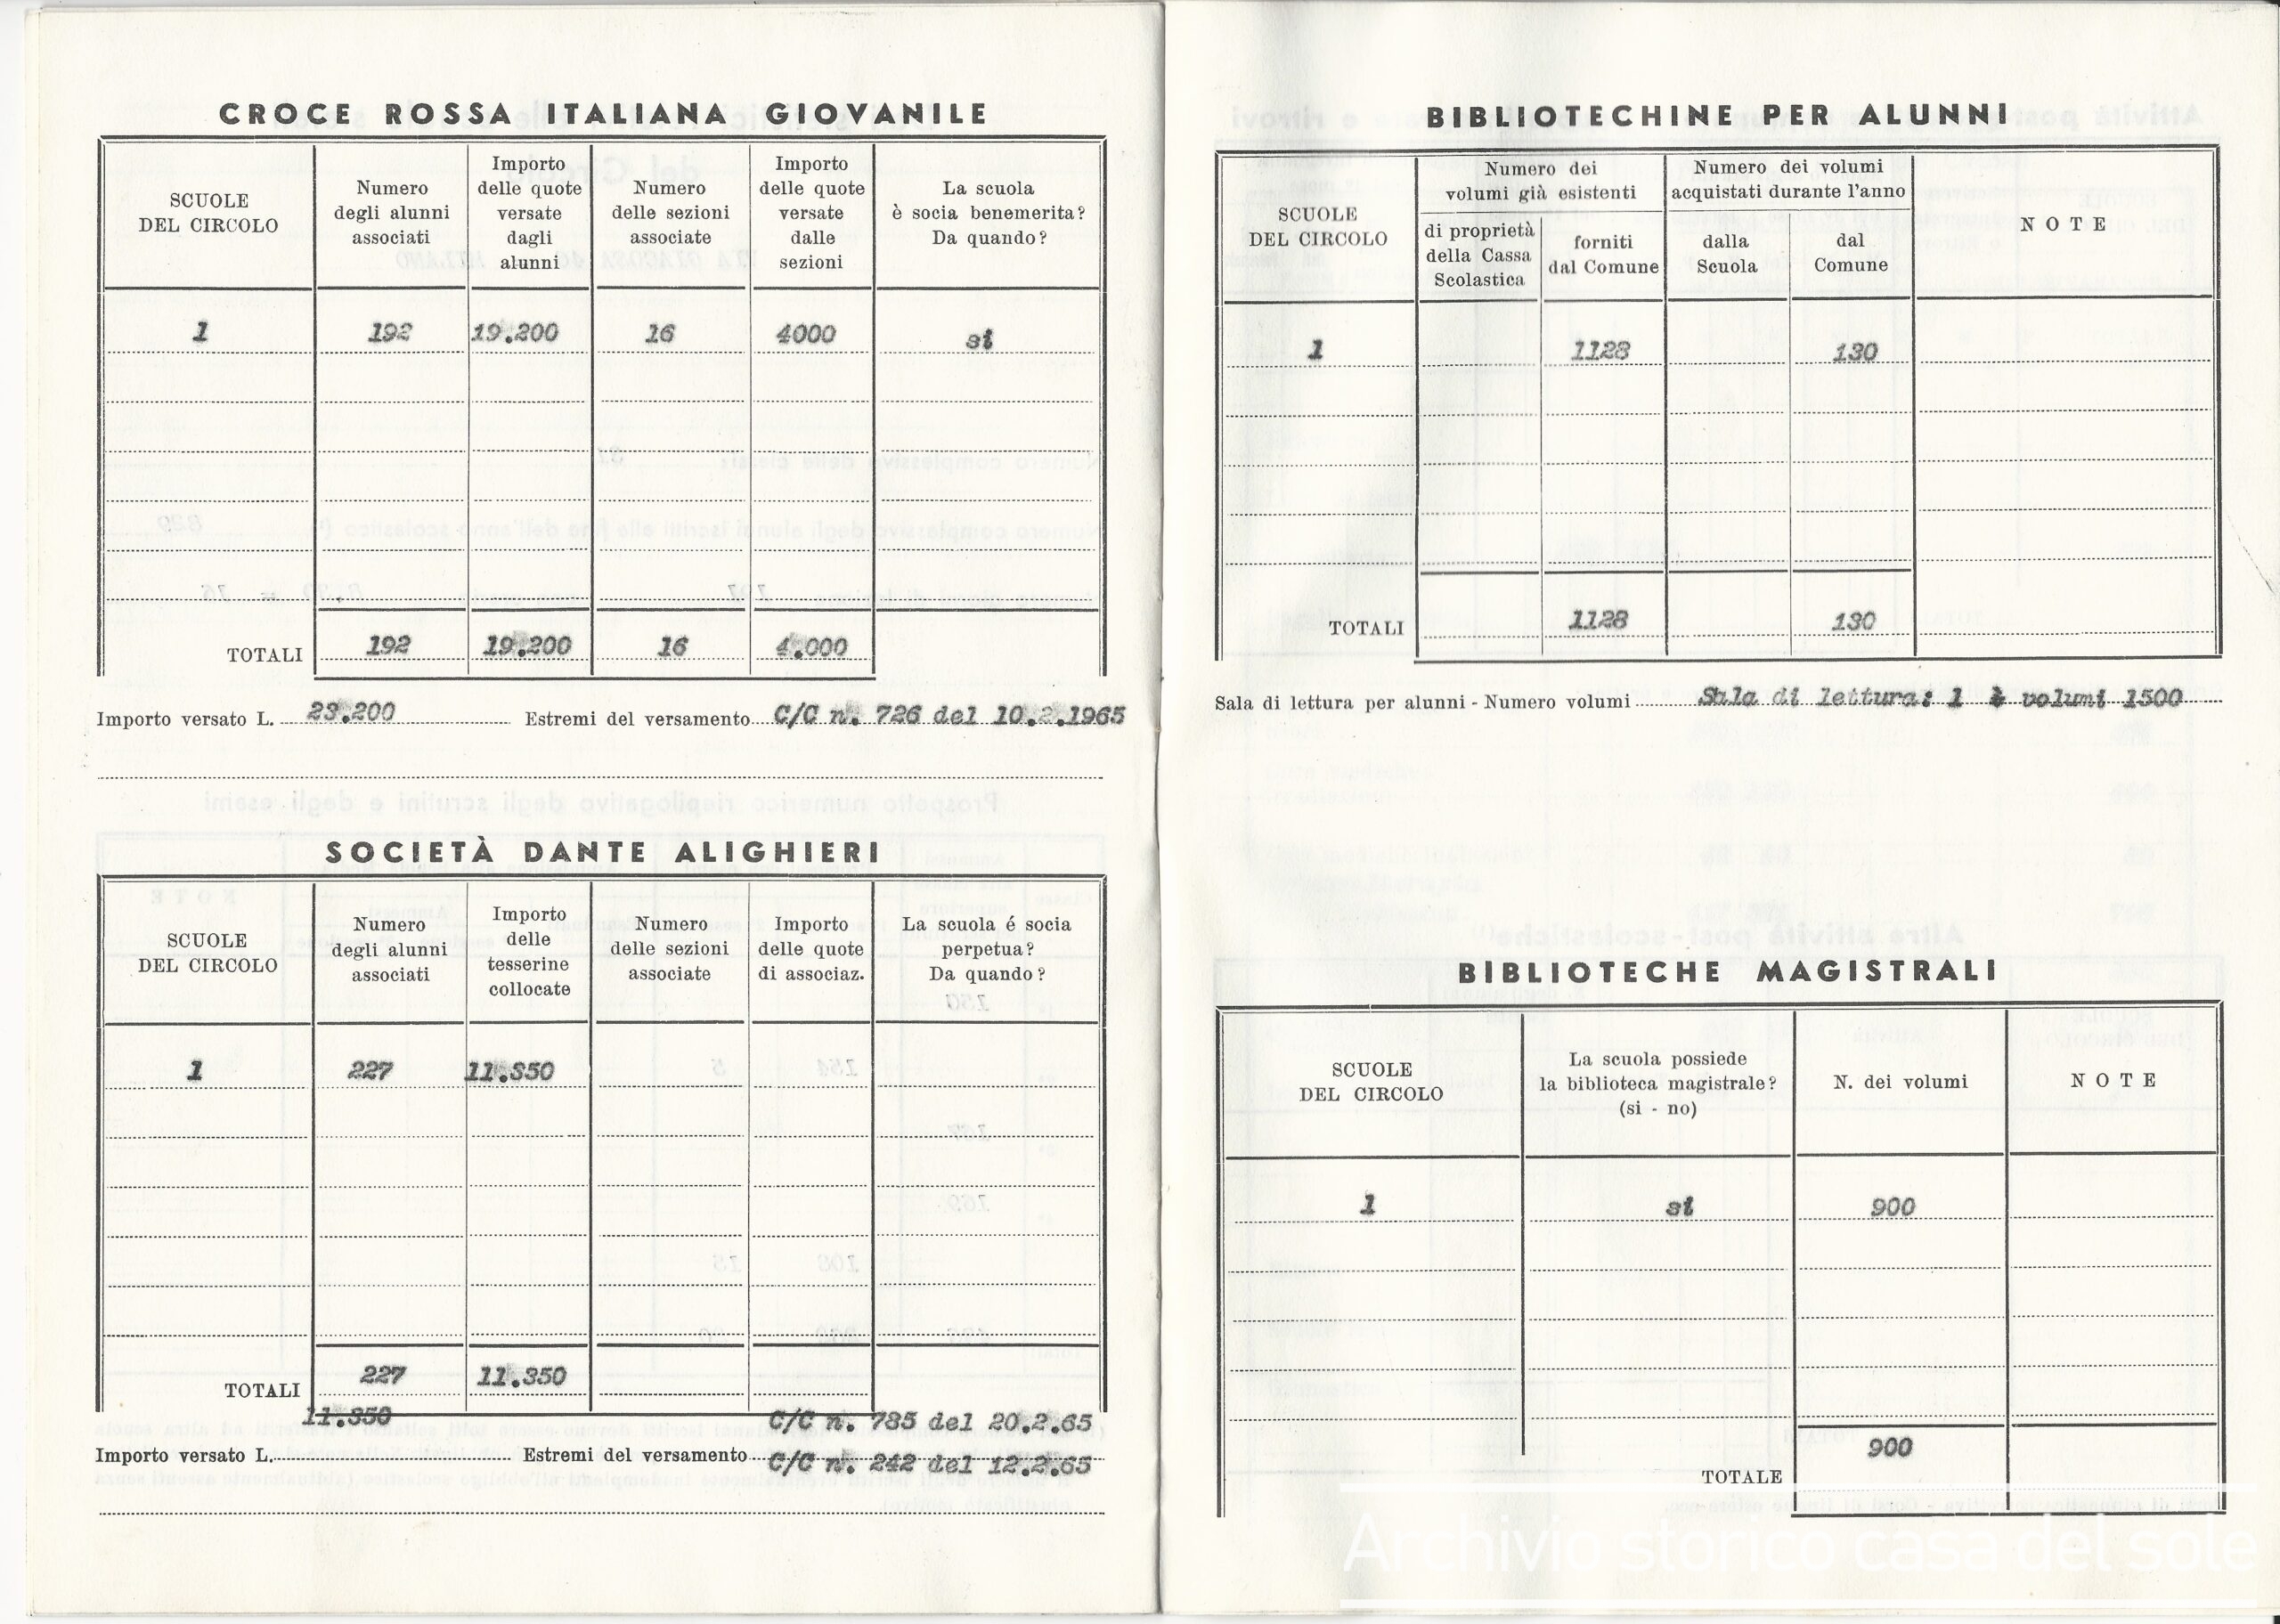 CROCE ROSSA ITALIANA GIOVANILE
SCUOLE
DEL CIRCOLO
Numero
degli alunni
associati
Importo
delle quote
versate
dagli
alunni
Numero
delle sezioni
associate
Importo
delle quote
versate
dalle
sezioni
La scuola
è socia benemerita?
Da quando?
1 192 19.200 16 4000 si
TOTALI 192 19.200 16 4.000
Importo versato L. 23.200 Estremi del versamento C/C n. 726 del 10.2.1965
SOCIETÀ DANTE ALIGHIERI
SCUOLE
DEL CIRCOLO
Numero
degli alunni
associati
Importo
delle
tesserine
collocate
Numero
delle sezioni
associate
Importo
delle quote
di associaz.
La scuola é socia
perpetua?
Da quando?
1 227 11.350
TOTALI 227 11.350
11.350 C/C n. 785 del 20.2.65
Importo versato L. Estremi del versamento C/C n. 242 del 12.2.65
BIBLIOTECHINE PER ALUNNI
SCUOLE
DEL CIRCOLO
Numero dei
volumi già esistenti
di proprietà
della Cassa
Scolastica
forniti
dal Comune
Numero dei volumi
acquistati durante l'anno
dalla
Scuola
dal
Comune
NOTE
1 1128 130
TOTALI 1128 130
Sala di lettura per alunni - Numero volumi Sala di lettura: 1 volumi 1500
BIBLIOTECHE MAGISTRALI
SCUOLE
DEL CIRCOLO
La scuola possiede
la biblioteca magistrale?
(si - no)
N. dei volumi
NOTE
1 si 900
TOTALE 900
Archivio storico casa del sole